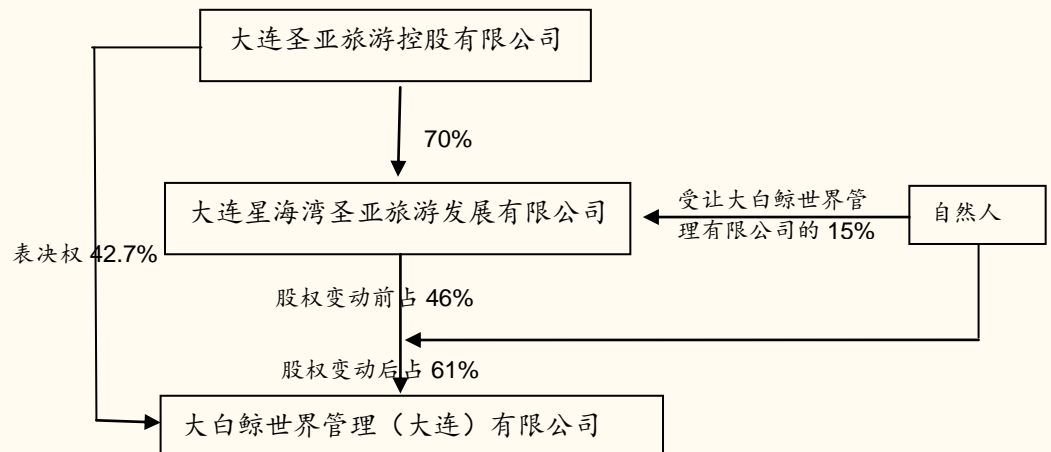 大连圣亚旅游控股有限公司
70%
大连星海湾圣亚旅游发展有限公司
受让大白鲸世界管
理有限公司的 15%
自然人
表决权 42.7%
股权变动前占 46%
股权变动后占 61%
大白鲸世界管理（大连）有限公司